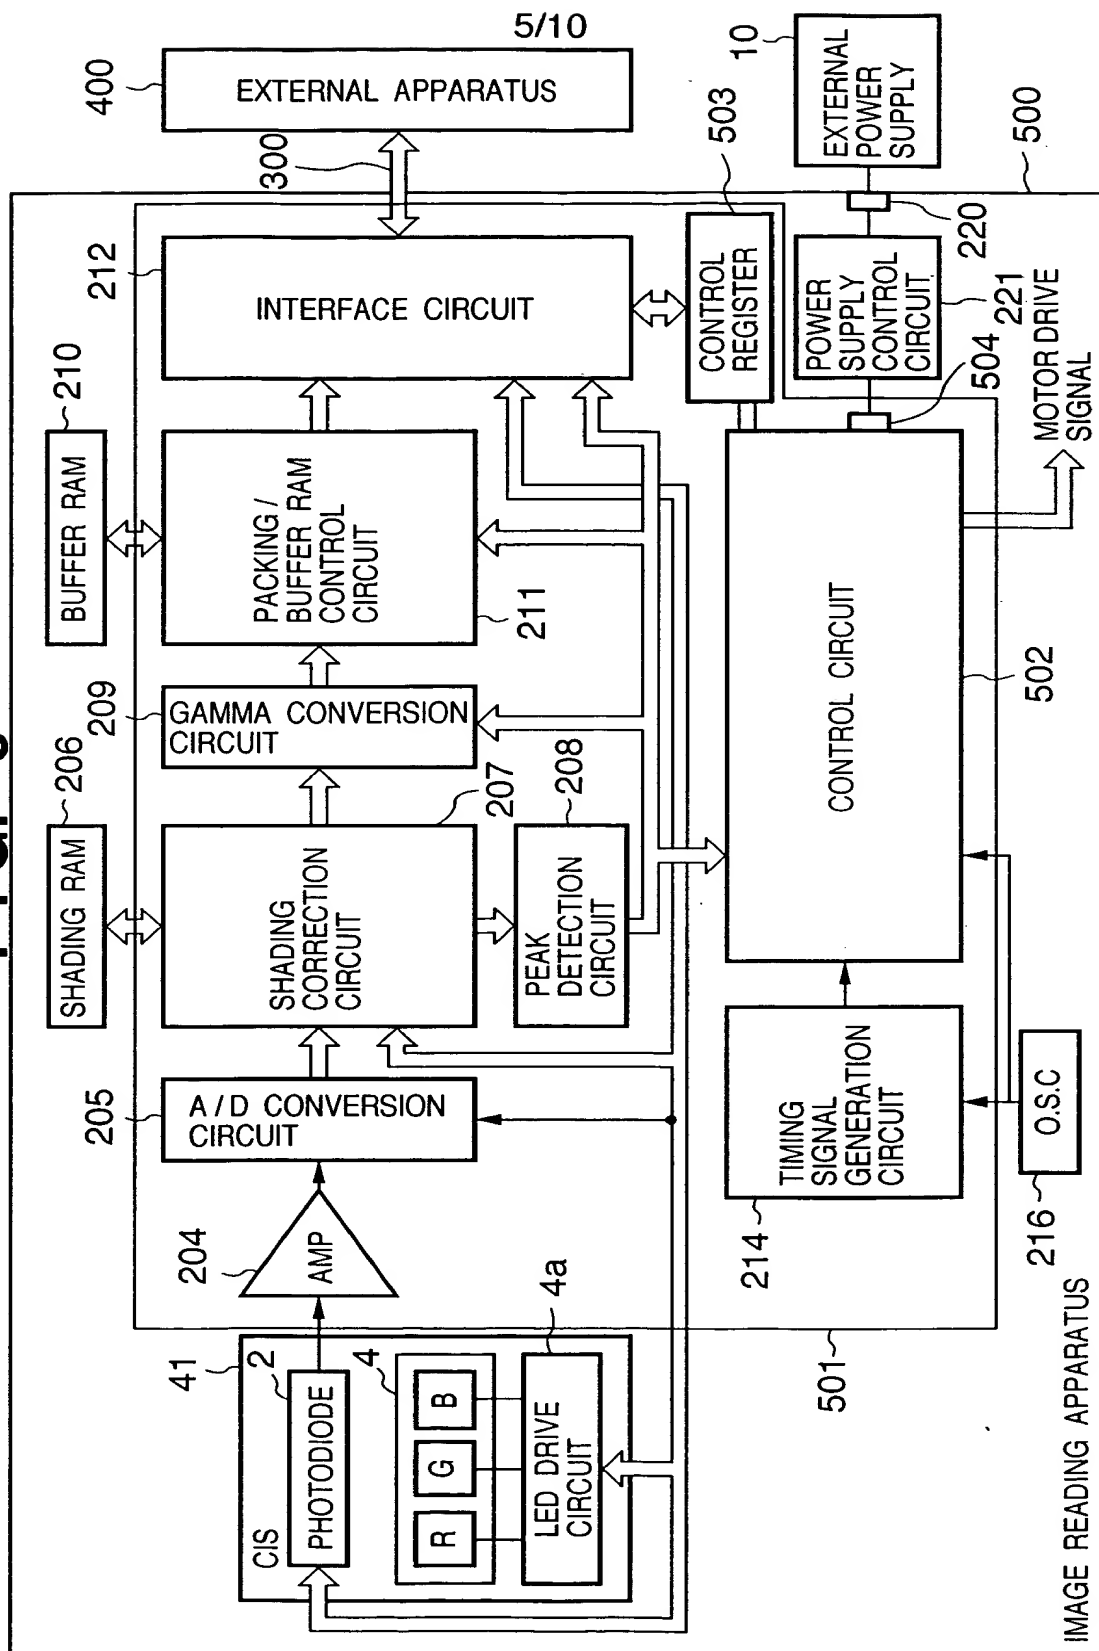 5/10
400
EXTERNAL APPARATUS
300
10
EXTERNAL
POWER
SUPPLY
503
500
212
INTERFACE CIRCUIT
CONTROL
REGISTER
220
POWER
SUPPLY
CONTROL
CIRCUIT
221
504
MOTOR DRIVE
SIGNAL
210
BUFFER RAM
PACKING/
BUFFER RAM
CONTROL
CIRCUIT
211
209
GAMMA CONVERSION
CIRCUIT
206
SHADING RAM
SHADING
CORRECTION
CIRCUIT
207
208
PEAK
DETECTION
CIRCUIT
CONTROL CIRCUIT
502
205
A/D CONVERSION
CIRCUIT
TIMING
SIGNAL
GENERATION
CIRCUIT
214
O.S.C
216
204
AMP
41
CIS
2
PHOTODIODE
4
R
G
B
4a
LED DRIVE
CIRCUIT
501
IMAGE READING APPARATUS